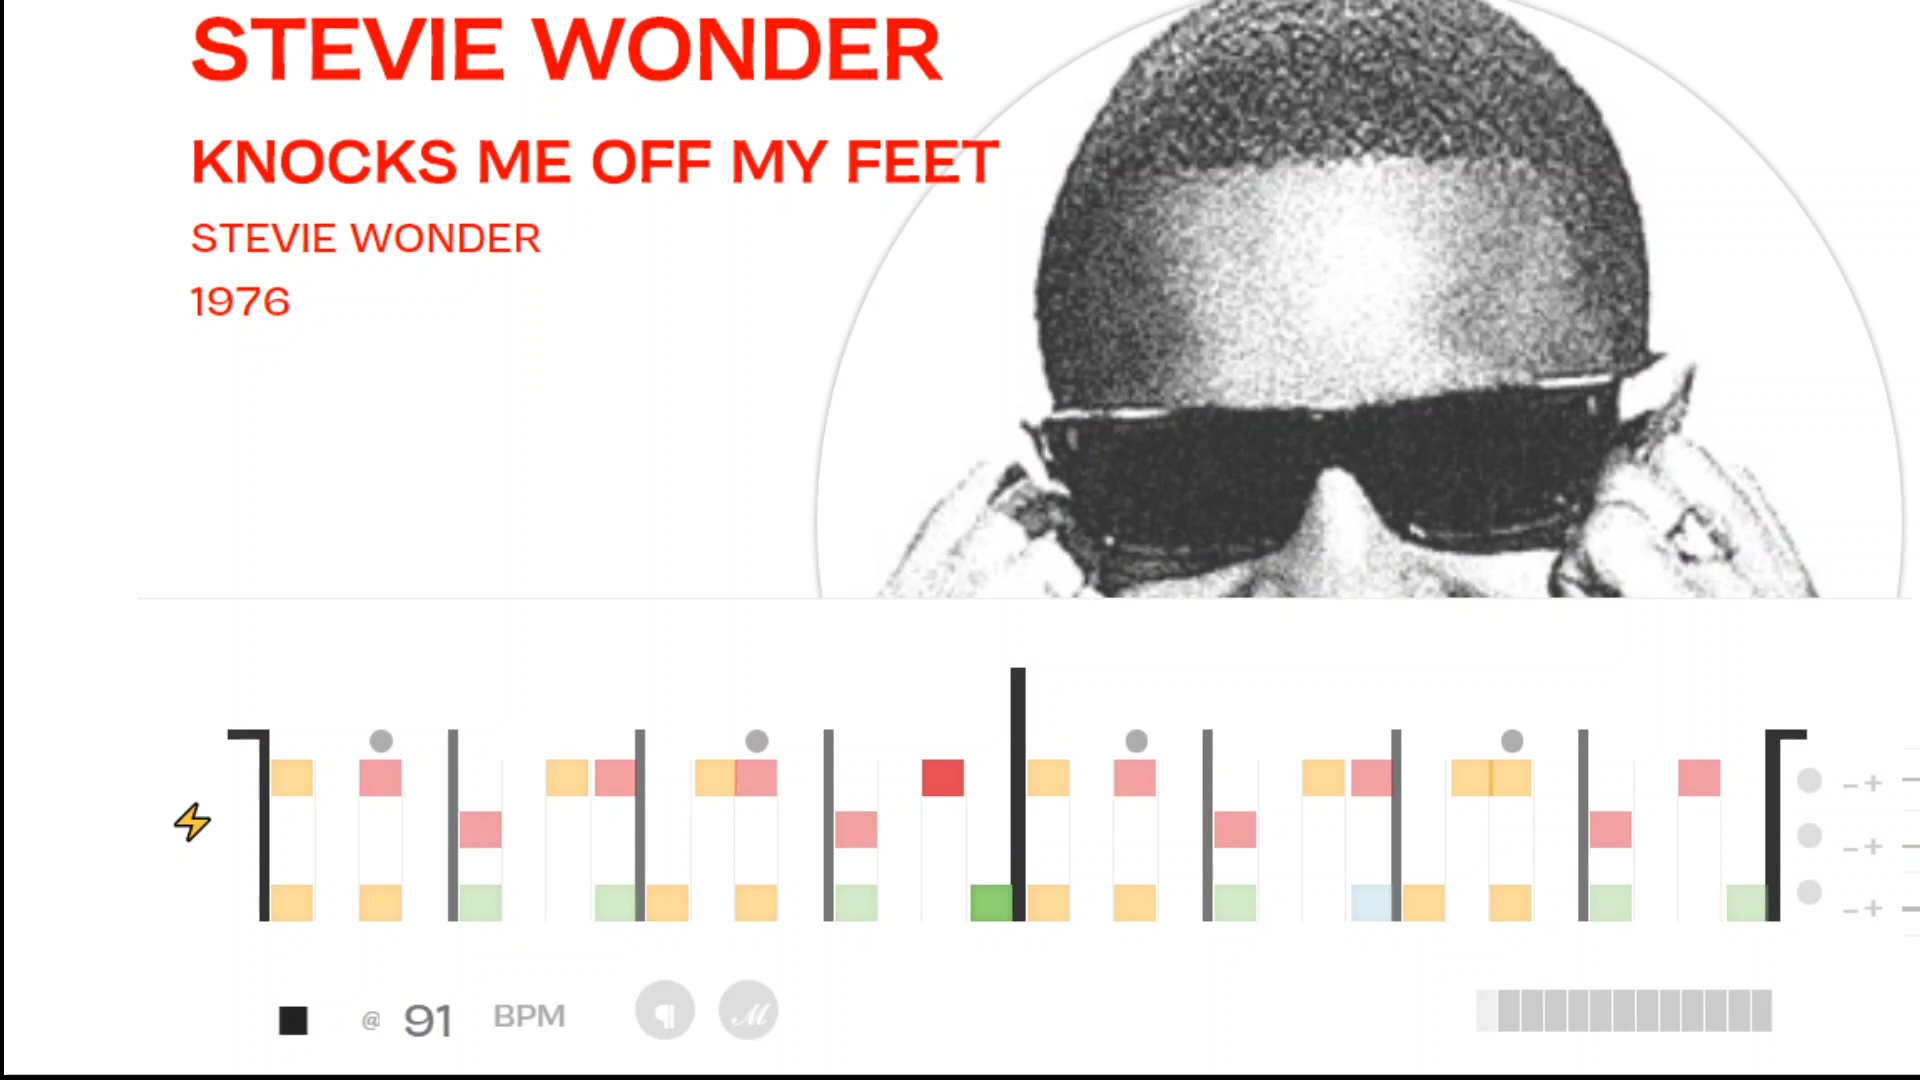 STEVIE WONDER
KNOCKS ME OFF MY FEET
STEVIE WONDER
1976
– +
– +
– +
@ 91 BPM ¶ M